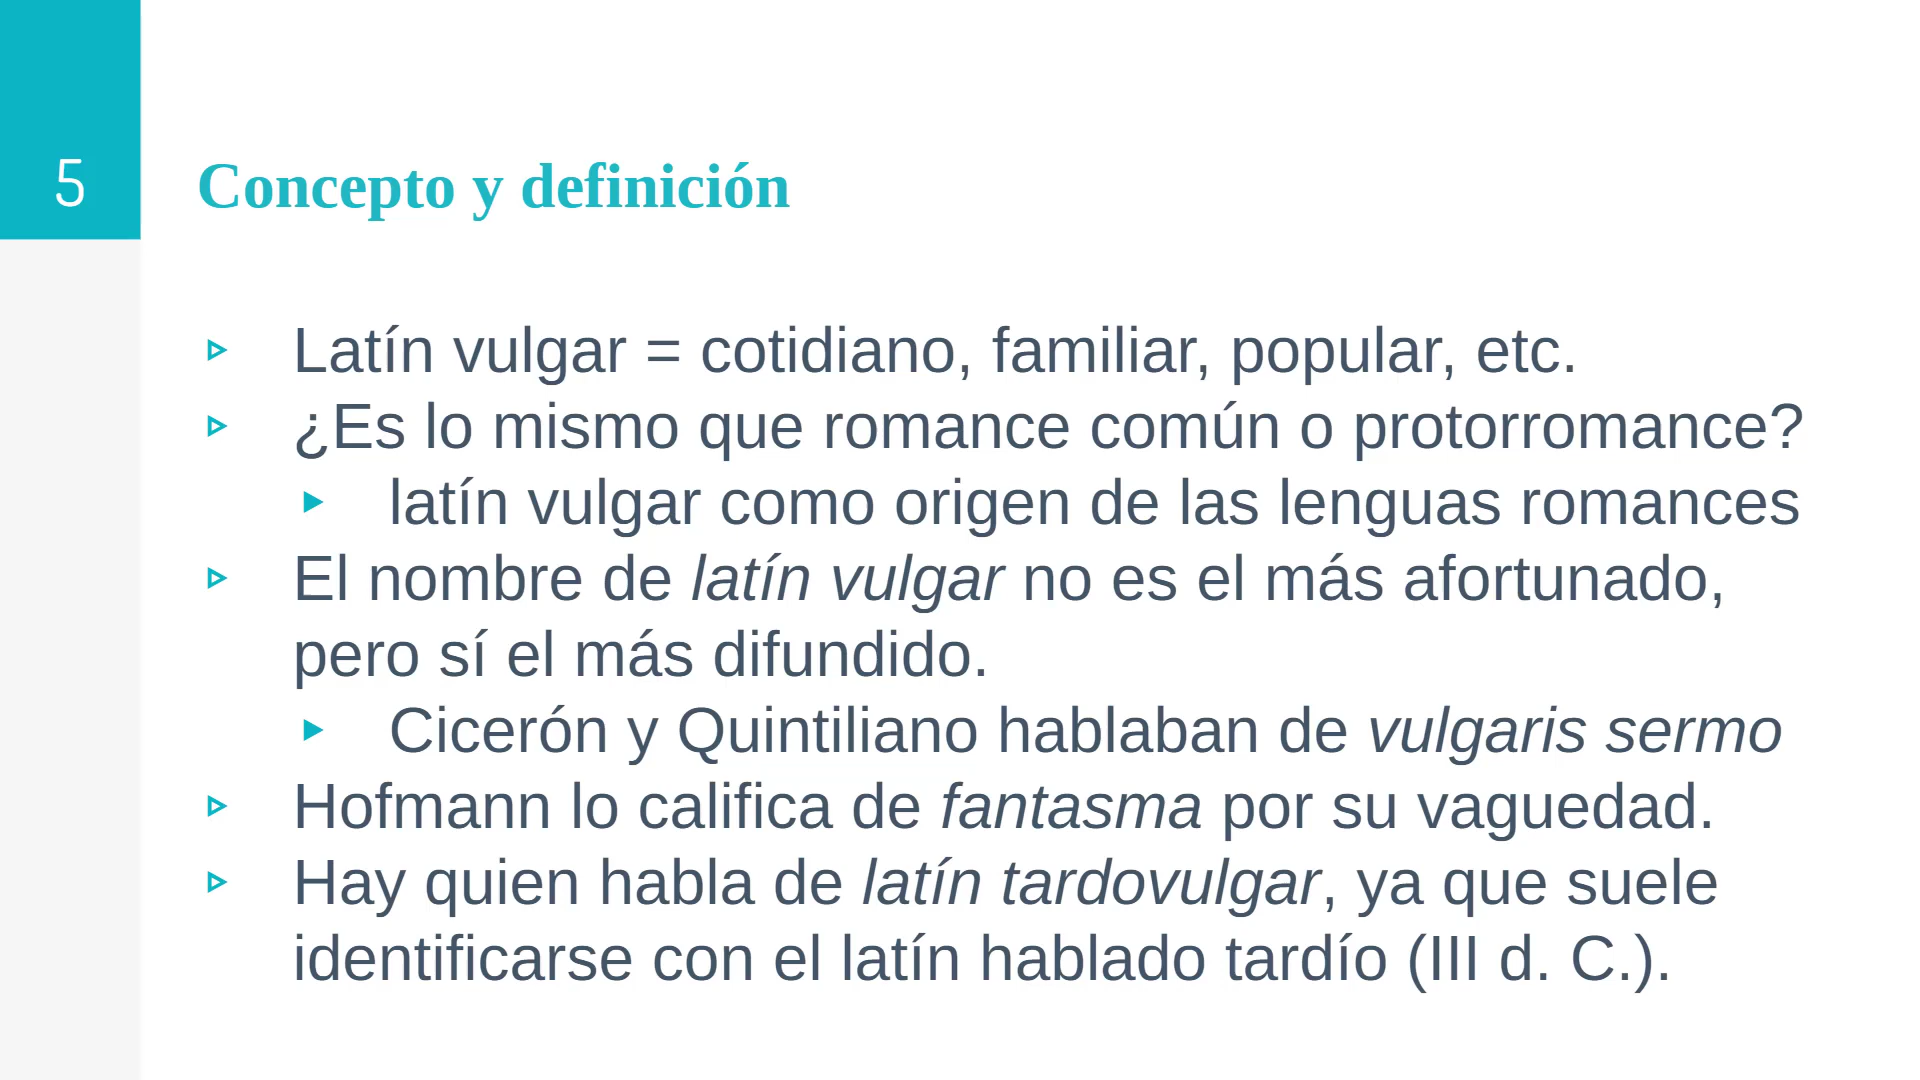 5
Concepto y definición
Latín vulgar = cotidiano, familiar, popular, etc.
¿Es lo mismo que romance común o protorromance?
latín vulgar como origen de las lenguas romances
El nombre de latín vulgar no es el más afortunado,
pero sí el más difundido.
Cicerón y Quintiliano hablaban de vulgaris sermo
Hofmann lo califica de fantasma por su vaguedad.
Hay quien habla de latín tardovulgar, ya que suele
identificarse con el latín hablado tardío (III d. C.).